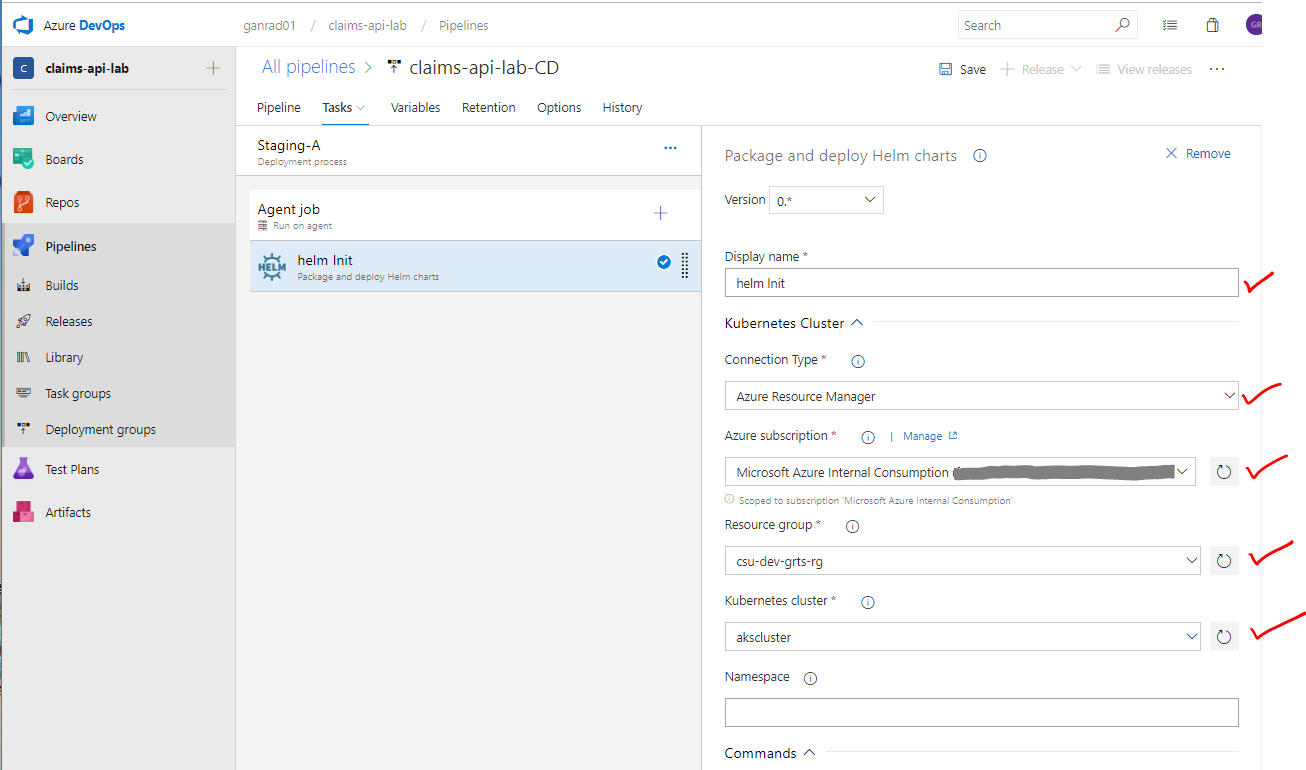 Azure DevOps
ganrad01 / claims-api-lab / Pipelines
Search
GR
C claims-api-lab
Overview
Boards
Repos
Pipelines
Builds
Releases
Library
Task groups
Deployment groups
Test Plans
Artifacts
All pipelines > claims-api-lab-CD
Save
Release
View releases
Pipeline
Tasks
Variables
Retention
Options
History
Staging-A
Deployment process
Agent job
Run on agent
HELM
helm Init
Package and deploy Helm charts
Package and deploy Helm charts
Remove
Version 0.*
Display name *
helm Init
Kubernetes Cluster
Connection Type *
Azure Resource Manager
Azure subscription * | Manage
Microsoft Azure Internal Consumption (
Scoped to subscription 'Microsoft Azure Internal Consumption'
Resource group *
csu-dev-grts-rg
Kubernetes cluster *
akscluster
Namespace
Commands